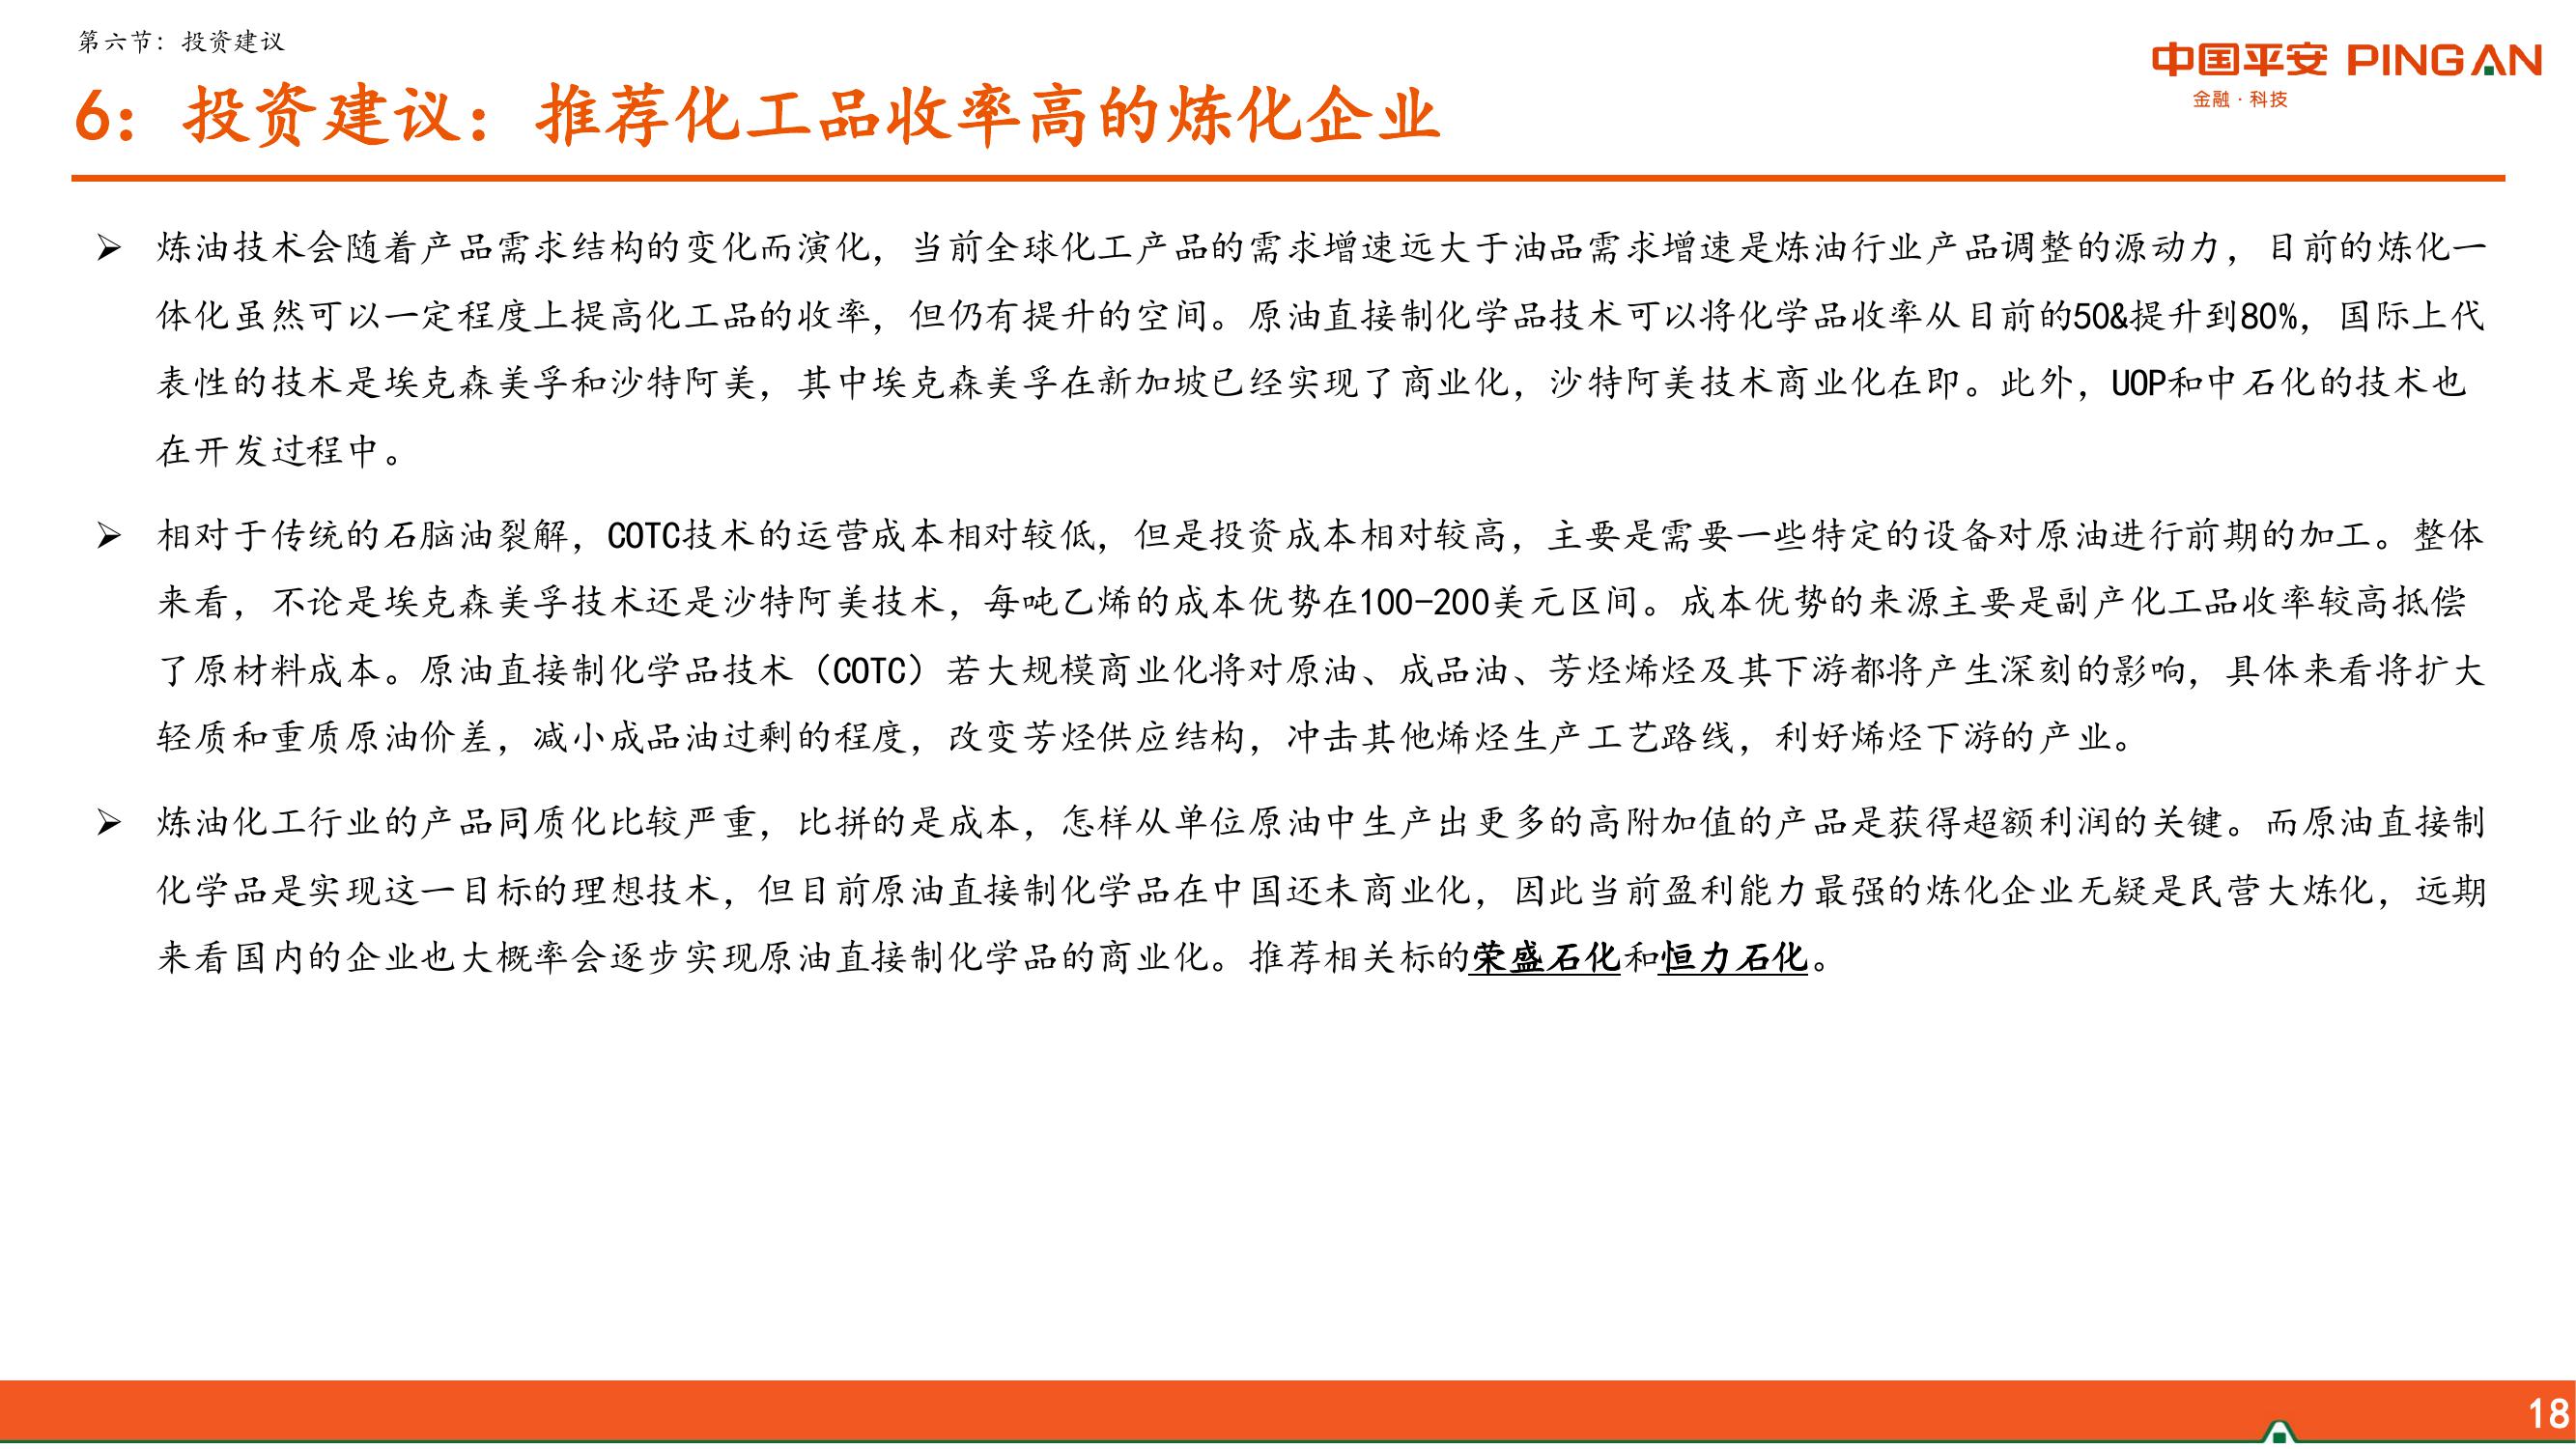 第六节：投资建议
中国平安 PINGAN
金融·科技
6：投资建议：推荐化工品收率高的炼化企业
➢ 炼油技术会随着产品需求结构的变化而演化，当前全球化工产品的需求增速远大于油品需求增速是炼油行业产品调整的源动力，目前的炼化一
体化虽然可以一定程度上提高化工品的收率，但仍有提升的空间。原油直接制化学品技术可以将化学品收率从目前的50&提升到80%，国际上代
表性的技术是埃克森美孚和沙特阿美，其中埃克森美孚在新加坡已经实现了商业化，沙特阿美技术商业化在即。此外，UOP和中石化的技术也
在开发过程中。
➢ 相对于传统的石脑油裂解，COTC技术的运营成本相对较低，但是投资成本相对较高，主要是需要一些特定的设备对原油进行前期的加工。整体
来看，不论是埃克森美孚技术还是沙特阿美技术，每吨乙烯的成本优势在100-200美元区间。成本优势的来源主要是副产化工品收率较高抵偿
了原材料成本。原油直接制化学品技术（COTC）若大规模商业化将对原油、成品油、芳烃烯烃及其下游都将产生深刻的影响，具体来看将扩大
轻质和重质原油价差，减小成品油过剩的程度，改变芳烃供应结构，冲击其他烯烃生产工艺路线，利好烯烃下游的产业。
➢ 炼油化工行业的产品同质化比较严重，比拼的是成本，怎样从单位原油中生产出更多的高附加值的产品是获得超额利润的关键。而原油直接制
化学品是实现这一目标的理想技术，但目前原油直接制化学品在中国还未商业化，因此当前盈利能力最强的炼化企业无疑是民营大炼化，远期
来看国内的企业也大概率会逐步实现原油直接制化学品的商业化。推荐相关标的荣盛石化和恒力石化。
18